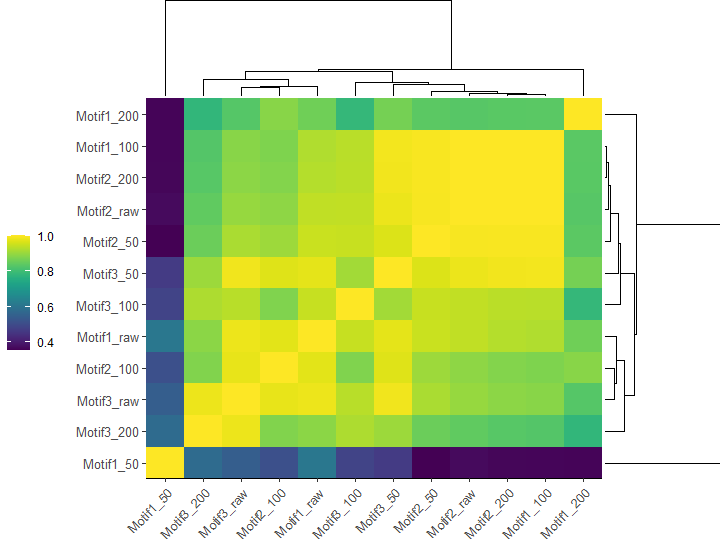 Motif1_200
Motif1_100
Motif2_200
Motif2_raw
Motif2_50
Motif3_50
Motif3_100
Motif1_raw
Motif2_100
Motif3_raw
Motif3_200
Motif1_50
1.0
0.8
0.6
0.4
Motif1_50
Motif3_200
Motif3_raw
Motif2_100
Motif1_raw
Motif3_100
Motif3_50
Motif2_50
Motif2_raw
Motif2_200
Motif1_100
Motif1_200